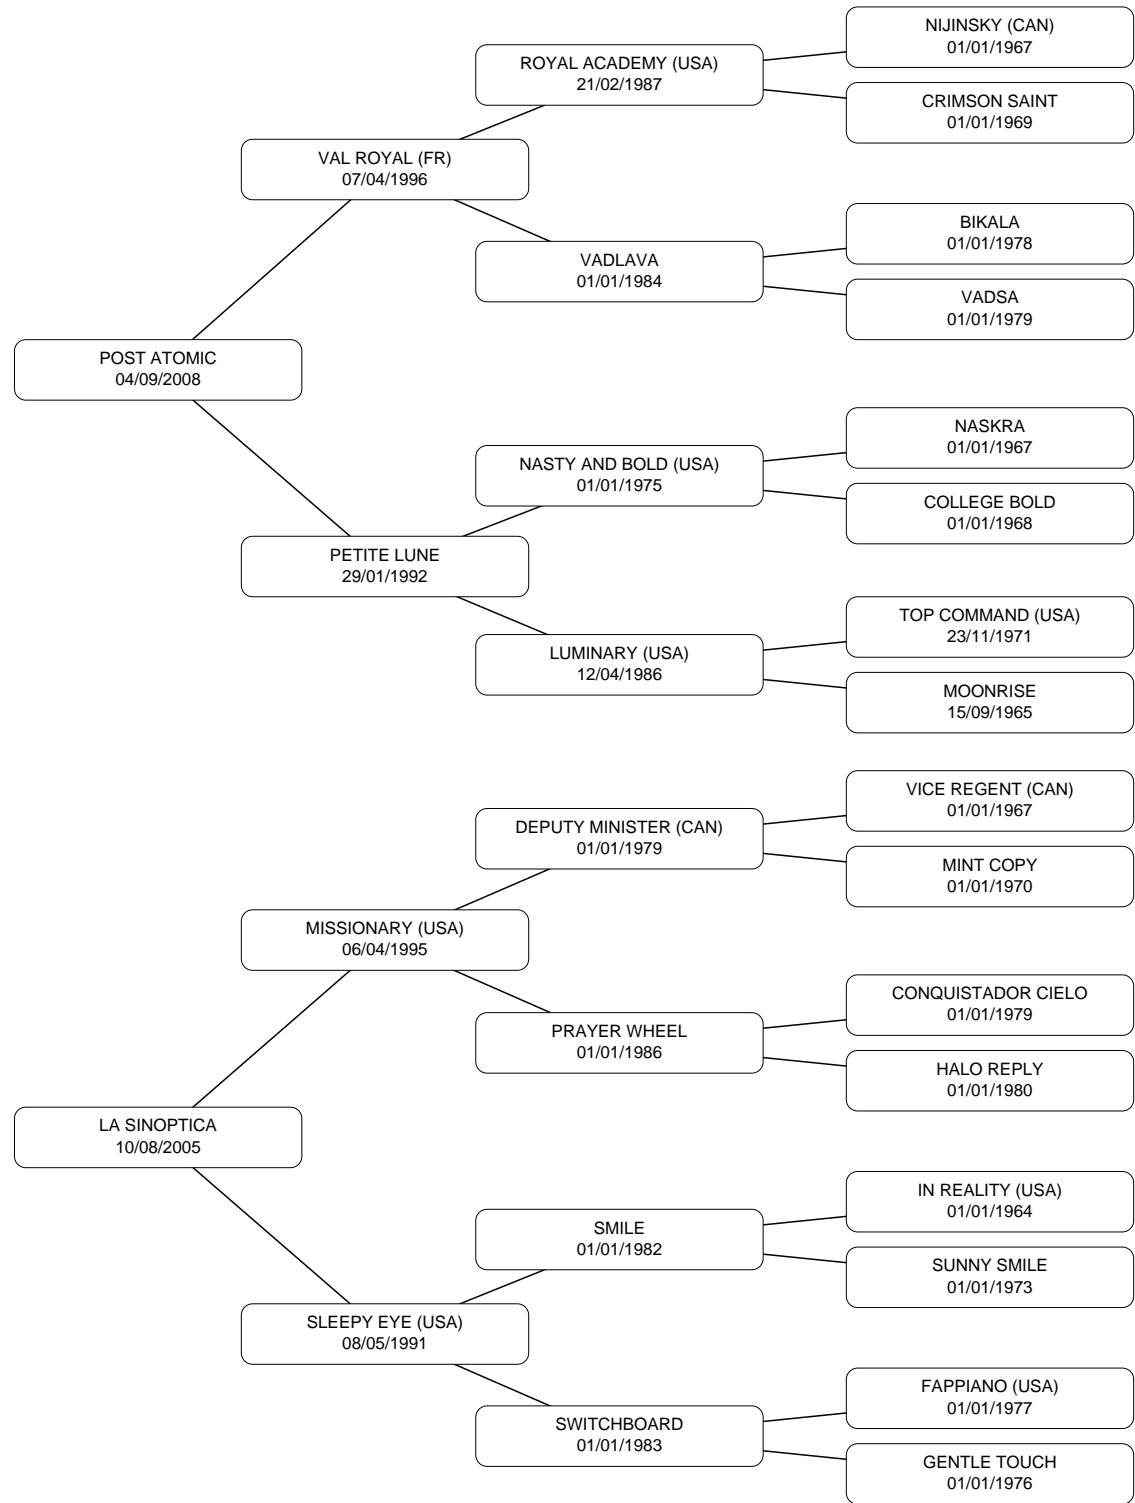 NIJINSKY (CAN)
01/01/1967
ROYAL ACADEMY (USA)
21/02/1987
CRIMSON SAINT
01/01/1969
VAL ROYAL (FR)
07/04/1996
BIKALA
01/01/1978
VADLAVA
01/01/1984
VADSA
01/01/1979
POST ATOMIC
04/09/2008
NASKRA
01/01/1967
NASTY AND BOLD (USA)
01/01/1975
COLLEGE BOLD
01/01/1968
PETITE LUNE
29/01/1992
TOP COMMAND (USA)
23/11/1971
LUMINARY (USA)
12/04/1986
MOONRISE
15/09/1965
VICE REGENT (CAN)
01/01/1967
DEPUTY MINISTER (CAN)
01/01/1979
MINT COPY
01/01/1970
MISSIONARY (USA)
06/04/1995
CONQUISTADOR CIELO
01/01/1979
PRAYER WHEEL
01/01/1986
HALO REPLY
01/01/1980
LA SINOPTICA
10/08/2005
IN REALITY (USA)
01/01/1964
SMILE
01/01/1982
SUNNY SMILE
01/01/1973
SLEEPY EYE (USA)
08/05/1991
FAPPIANO (USA)
01/01/1977
SWITCHBOARD
01/01/1983
GENTLE TOUCH
01/01/1976